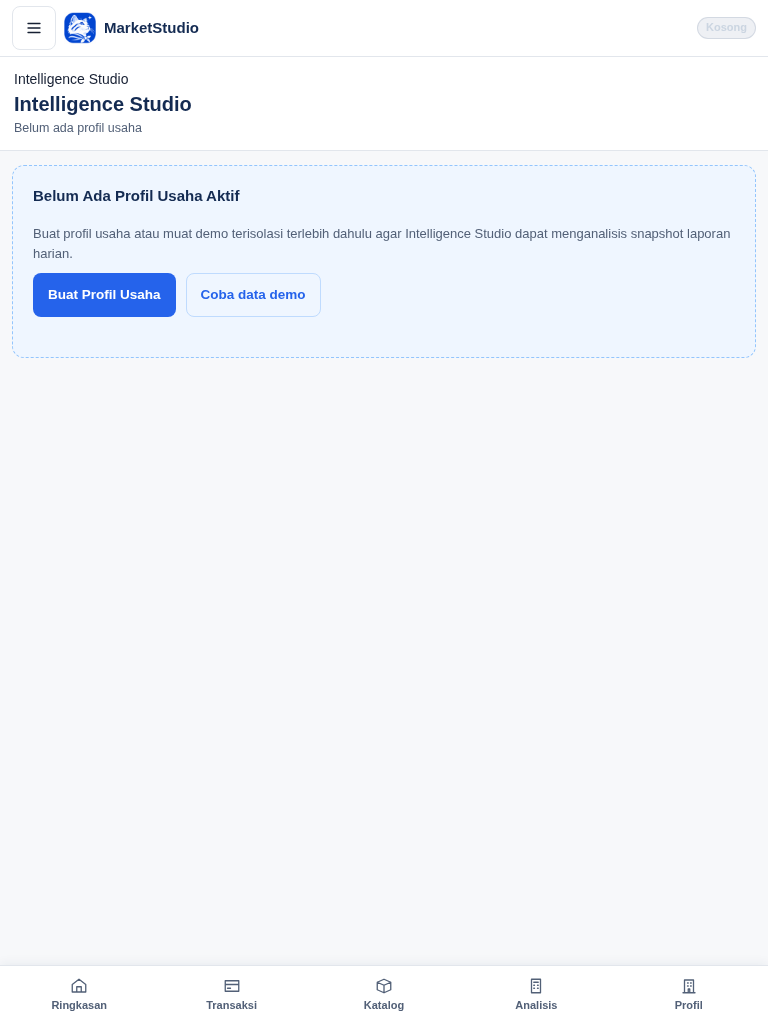 MarketStudio
Kosong
Intelligence Studio
Intelligence Studio
Belum ada profil usaha
Belum Ada Profil Usaha Aktif
Buat profil usaha atau muat demo terisolasi terlebih dahulu agar Intelligence Studio dapat menganalisis snapshot laporan
harian.
Buat Profil Usaha
Coba data demo
Ringkasan
Transaksi
Katalog
Analisis
Profil